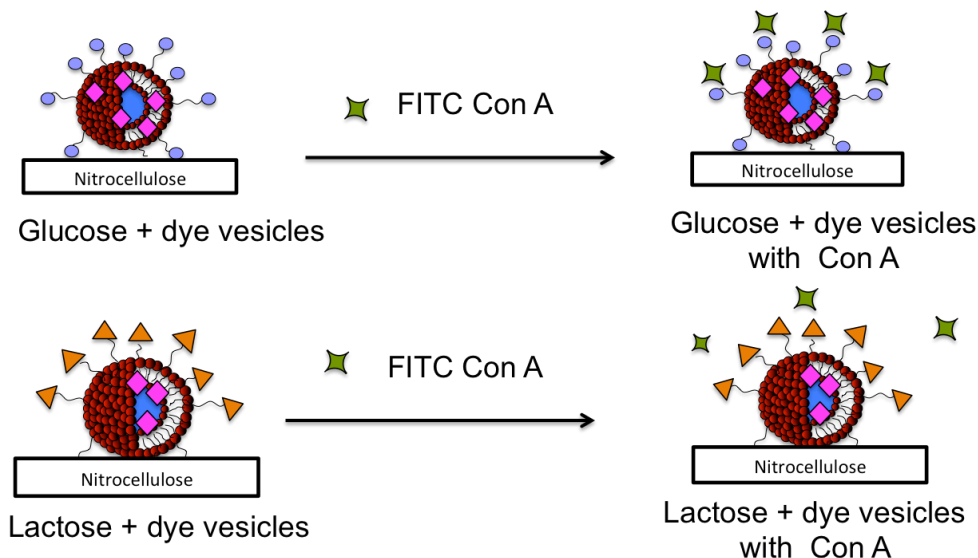 FITC Con A
Nitrocellulose
Nitrocellulose
Glucose + dye vesicles
Glucose + dye vesicles
with Con A
FITC Con A
Nitrocellulose
Nitrocellulose
Lactose + dye vesicles
Lactose + dye vesicles
with Con A